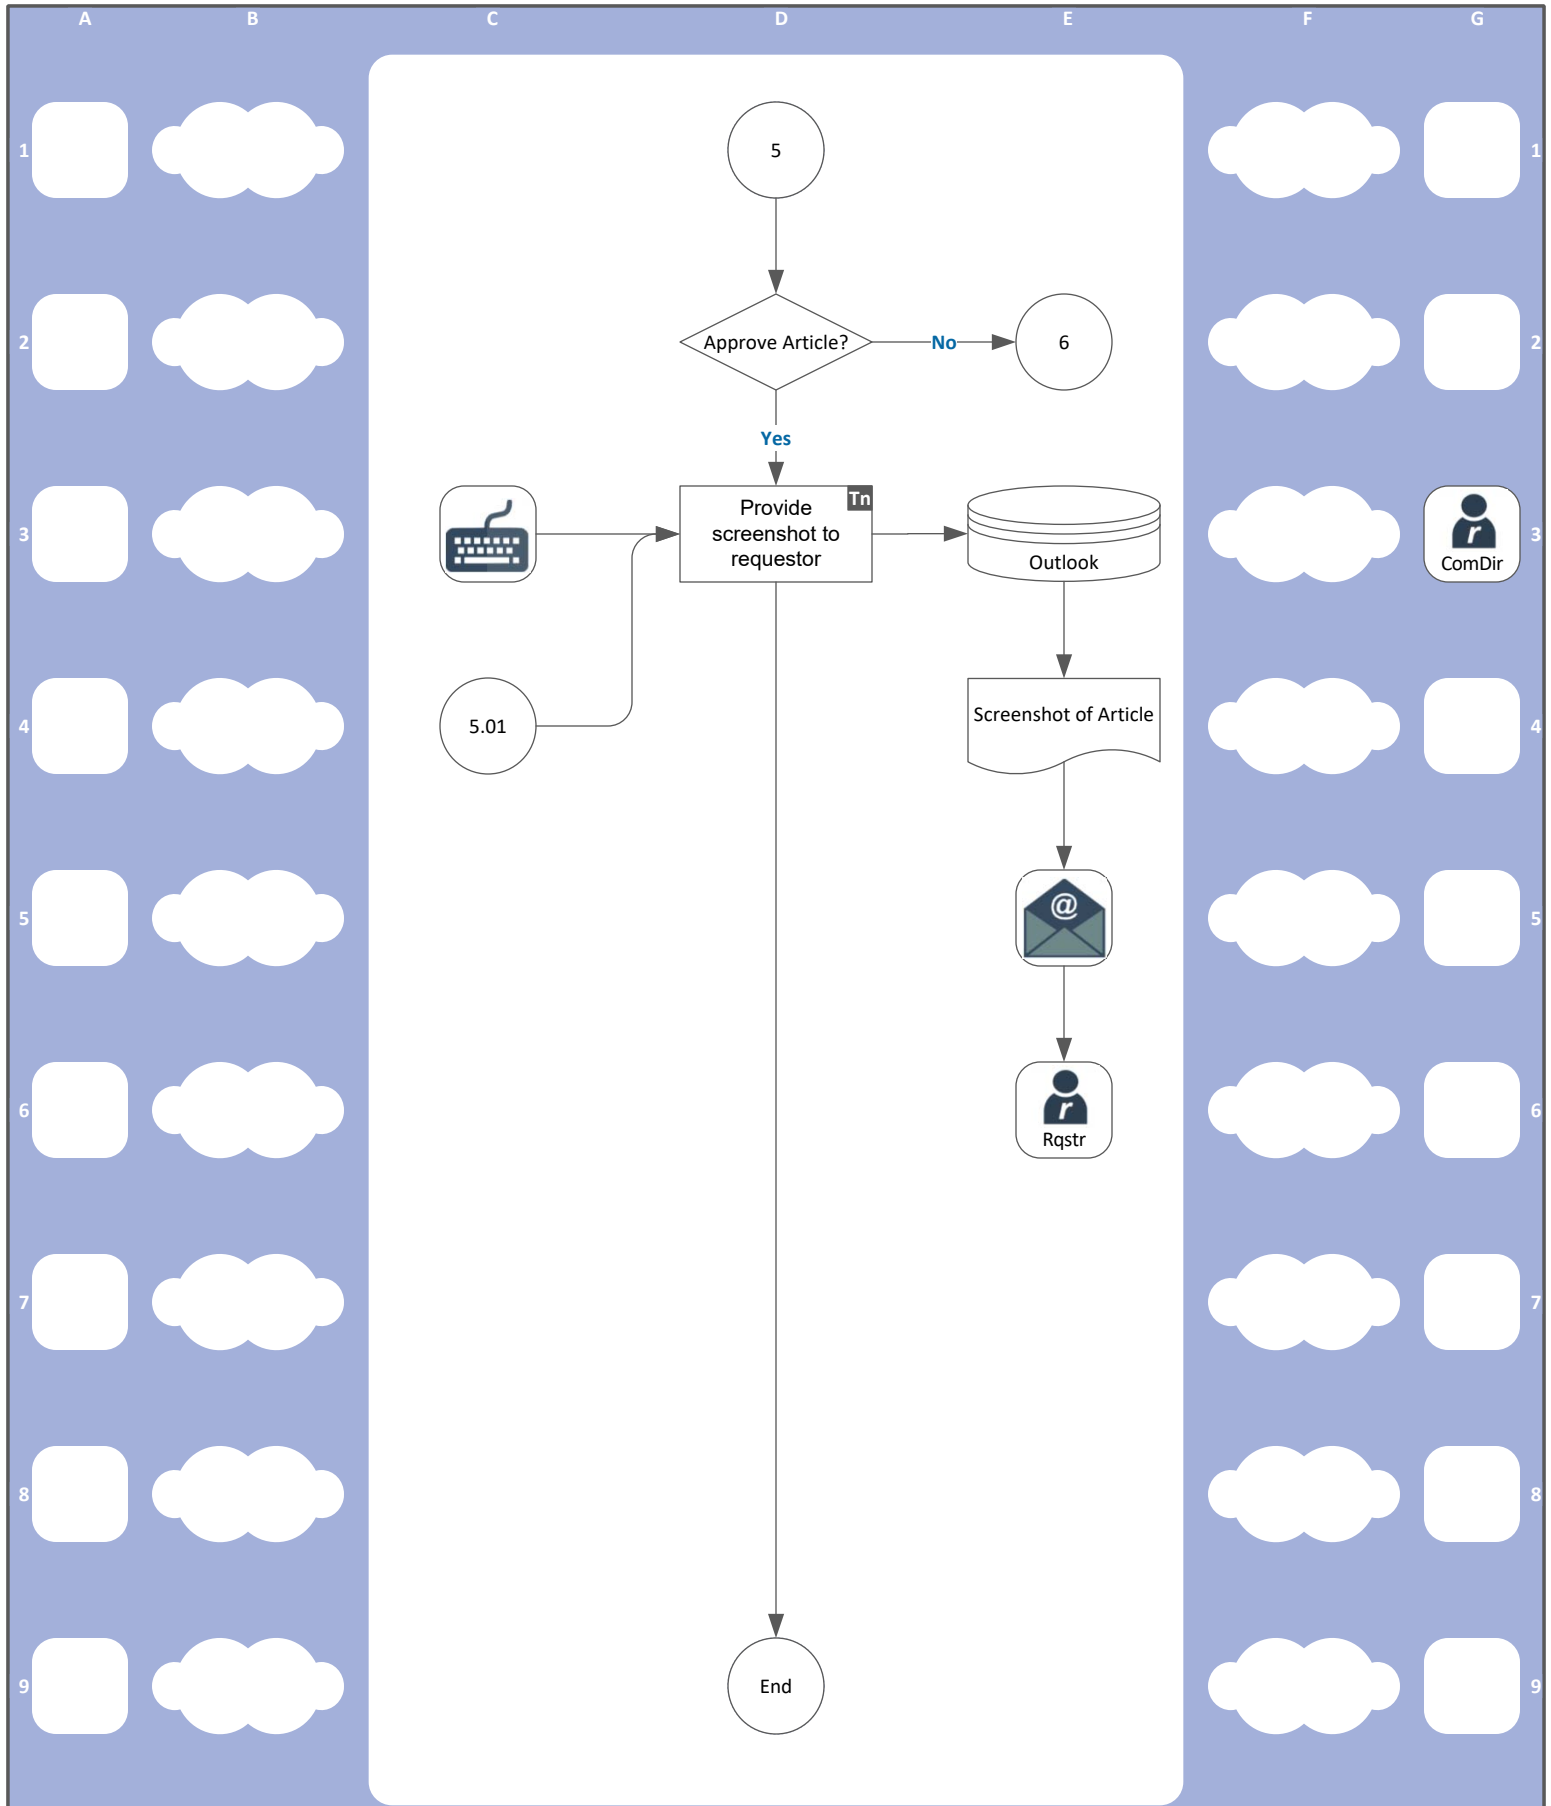 A B C D E F G
1 5 1
2 Approve Article? No 6 2
Yes
Tn
Provide
screenshot to
requestor
3 Outlook r ComDir 3
4 5.01 Screenshot of Article 4
@
5 5
r
6 Rqstr 6
7 7
8 8
9 End 9